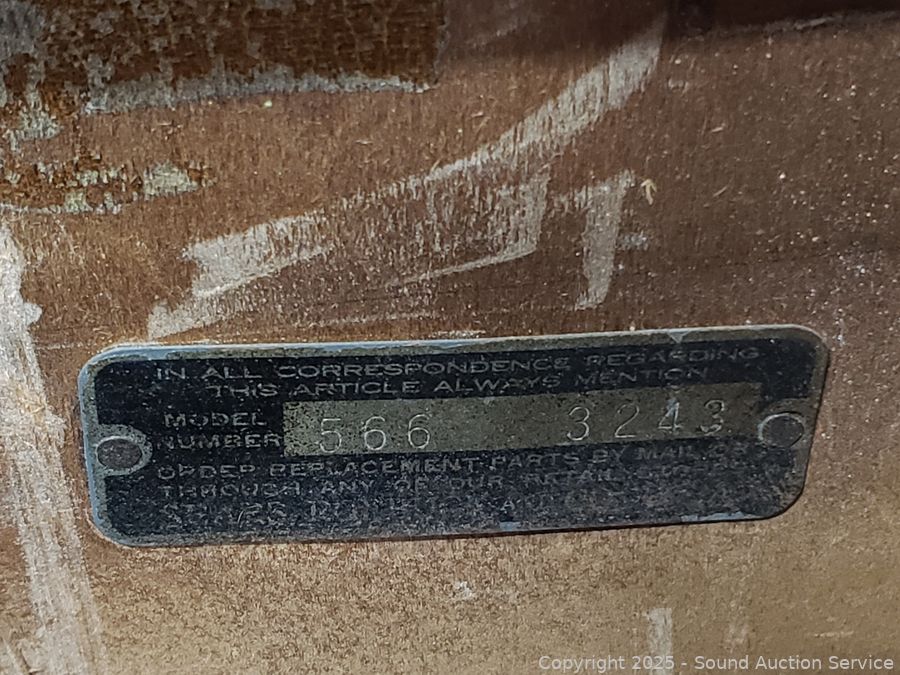 IN ALL CORRESPONDENCE REGARDING
THIS ARTICLE ALWAYS MENTION
MODEL
NUMBER
566 3243
ORDER REPLACEMENT PARTS BY MAIL OR
THROUGH ANY OF OUR RETAIL
Copyright 2025 - Sound Auction Service